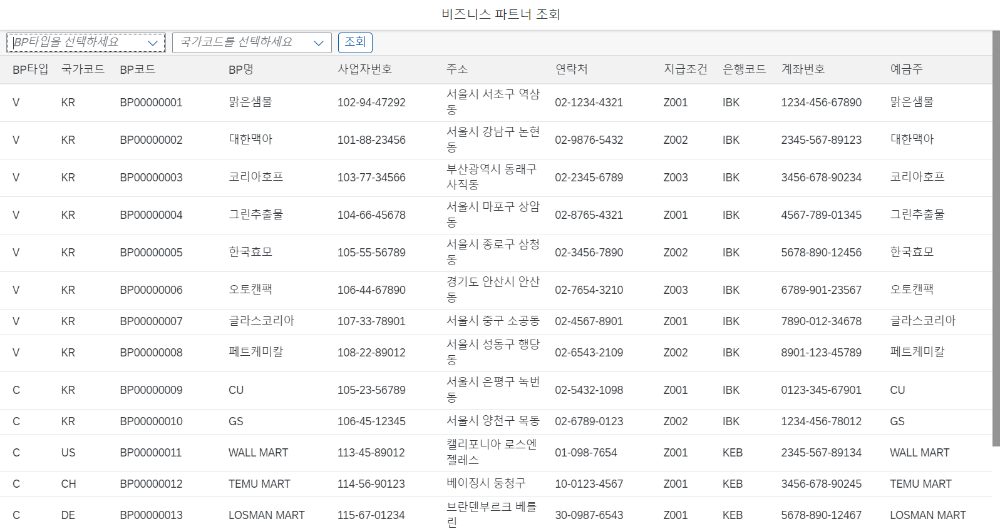 비즈니스 파트너 조회
BP타입을 선택하세요 국가코드를 선택하세요 조회
BP타입 국가코드 BP코드 BP명 사업자번호 주소 연락처 지급조건 은행코드 계좌번호 예금주
V KR BP00000001 맑은샘물 102-94-47292 서울시 서초구 역삼동 02-1234-4321 Z001 IBK 1234-456-67890 맑은샘물
V KR BP00000002 대한맥아 101-88-23456 서울시 강남구 논현동 02-9876-5432 Z002 IBK 2345-567-89123 대한맥아
V KR BP00000003 코리아호프 103-77-34566 부산광역시 동래구 사직동 02-2345-6789 Z003 IBK 3456-678-90234 코리아호프
V KR BP00000004 그린추출물 104-66-45678 서울시 마포구 상암동 02-8765-4321 Z001 IBK 4567-789-01345 그린추출물
V KR BP00000005 한국효모 105-55-56789 서울시 종로구 삼청동 02-3456-7890 Z002 IBK 5678-890-12456 한국효모
V KR BP00000006 오토캔팩 106-44-67890 경기도 안산시 안산동 02-7654-3210 Z003 IBK 6789-901-23567 오토캔팩
V KR BP00000007 글라스코리아 107-33-78901 서울시 중구 소공동 02-4567-8901 Z001 IBK 7890-012-34678 글라스코리아
V KR BP00000008 페트케미칼 108-22-89012 서울시 성동구 행당동 02-6543-2109 Z002 IBK 8901-123-45789 페트케미칼
C KR BP00000009 CU 105-23-56789 서울시 은평구 녹번동 02-5432-1098 Z001 IBK 0123-345-67901 CU
C KR BP00000010 GS 106-45-12345 서울시 양천구 목동 02-6789-0123 Z002 IBK 1234-456-78012 GS
C US BP00000011 WALL MART 113-45-89012 캘리포니아 로스엔젤레스 01-098-7654 Z001 KEB 2345-567-89134 WALL MART
C CH BP00000012 TEMU MART 114-56-90123 베이징시 둥청구 10-0123-4567 Z001 KEB 3456-678-90245 TEMU MART
C DE BP00000013 LOSMAN MART 115-67-01234 브란덴부르크 베를린 30-0987-6543 Z001 KEB 5678-890-12467 LOSMAN MART